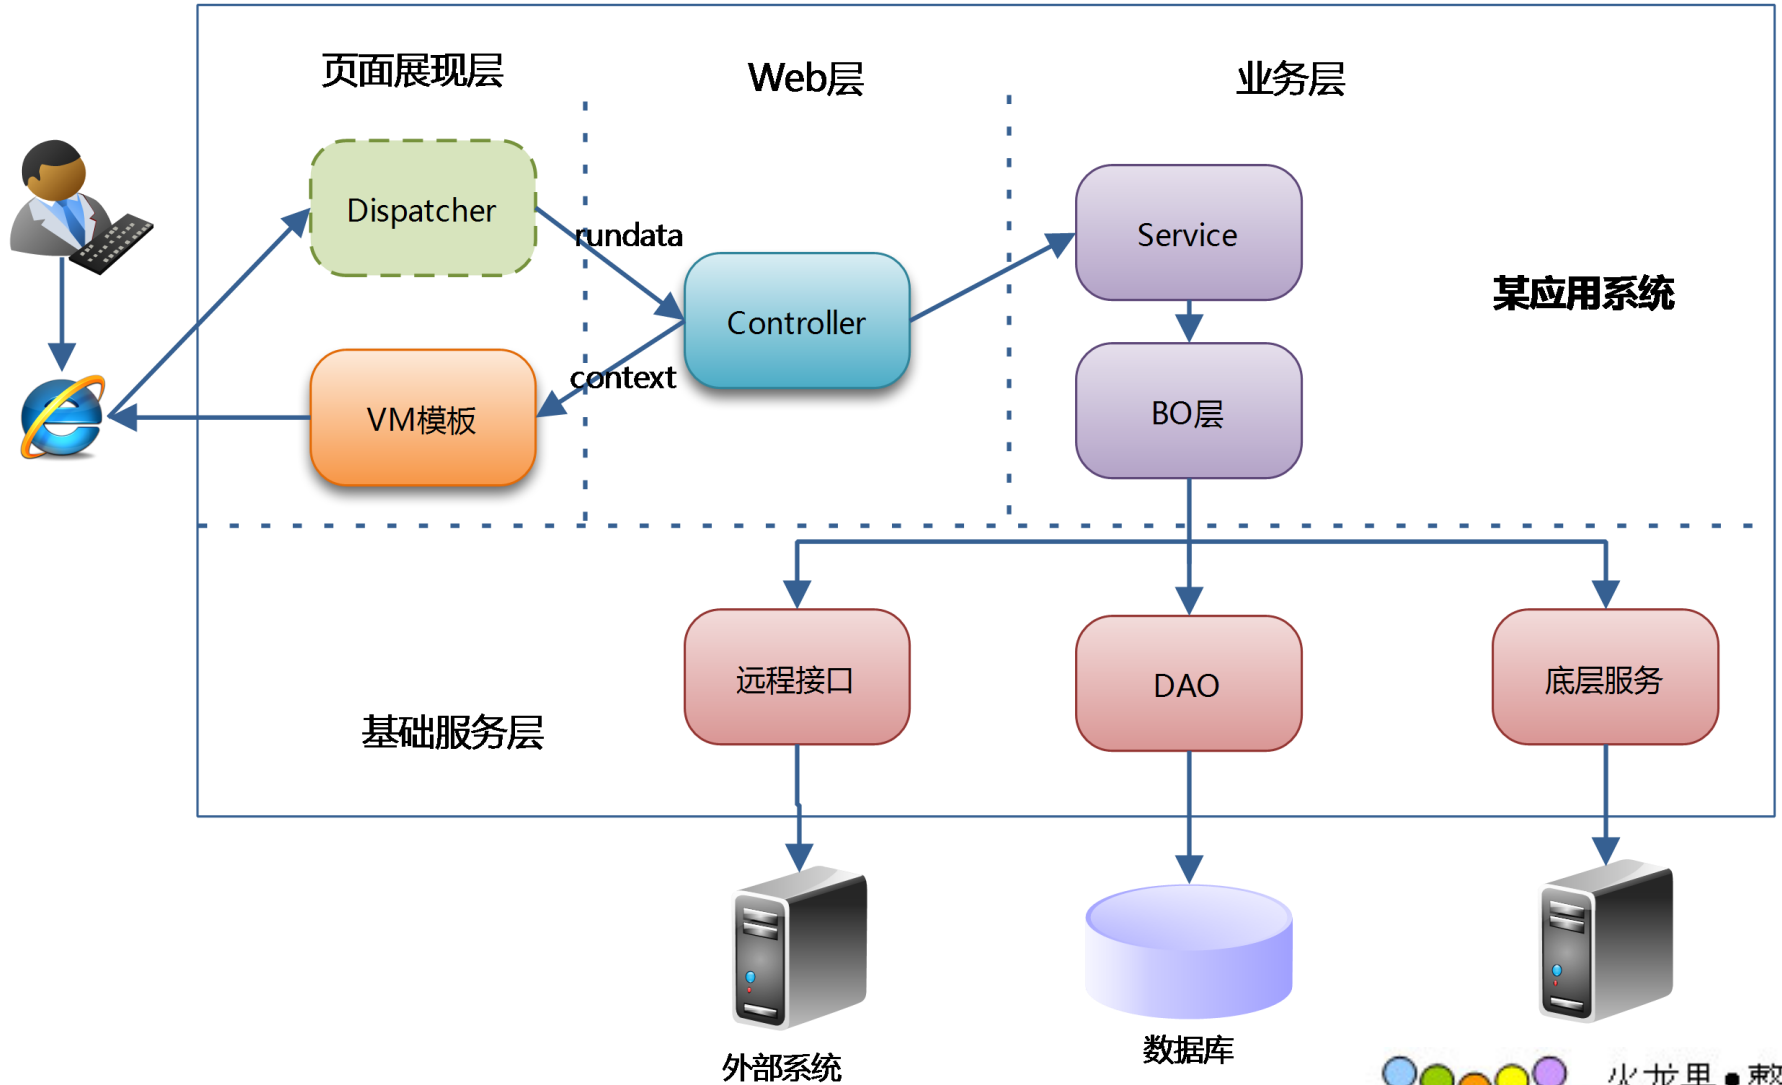 页面展现层
Web层
业务层
Dispatcher
rundata
Service
Controller
某应用系统
context
VM模板
BO层
远程接口
DAO
底层服务
基础服务层
外部系统
数据库